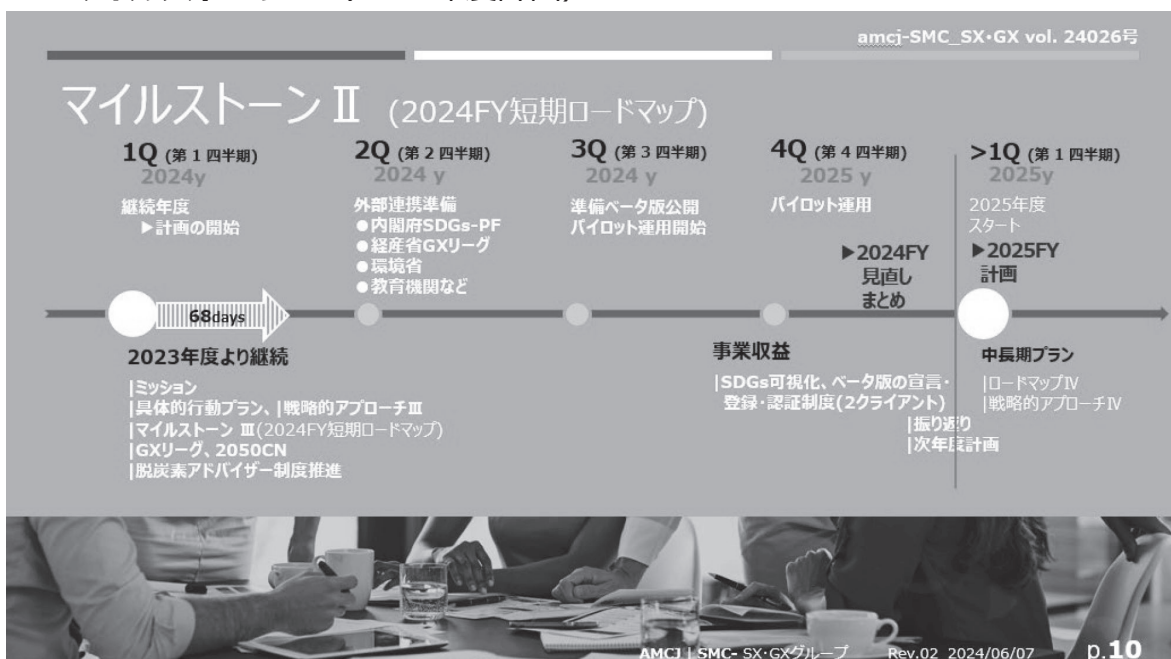 amcj-SMC_SX・GX vol. 24026号
マイルストーンⅡ (2024FY短期ロードマップ)
1Q (第1四半期)
2024y
継続年度
▶計画の開始
2Q (第2四半期)
2024 y
外部連携準備
●内閣府SDGs-PF
●経産省GXリーグ
●環境省
●教育機関など
3Q (第3四半期)
2024 y
準備ベータ版公開
パイロット運用開始
4Q (第4四半期)
2025 y
パイロット運用
▶2024FY
見直し
まとめ
>1Q (第1四半期)
2025y
2025年度
スタート
▶2025FY
計画
68days
2023年度より継続
|ミッション
|具体的行動プラン、|戦略的アプローチⅢ
|マイルストーン Ⅲ(2024FY短期ロードマップ)
|GXリーグ、2050CN
|脱炭素アドバイザー制度推進
事業収益
|SDGs可視化、ベータ版の宣言・
登録・認証制度(2クライアント)
|振り返り
|次年度計画
中長期プラン
|ロードマップⅣ
|戦略的アプローチⅣ
AMCJ | SMC- SX・GXグループ Rev.02 2024/06/07 p.10